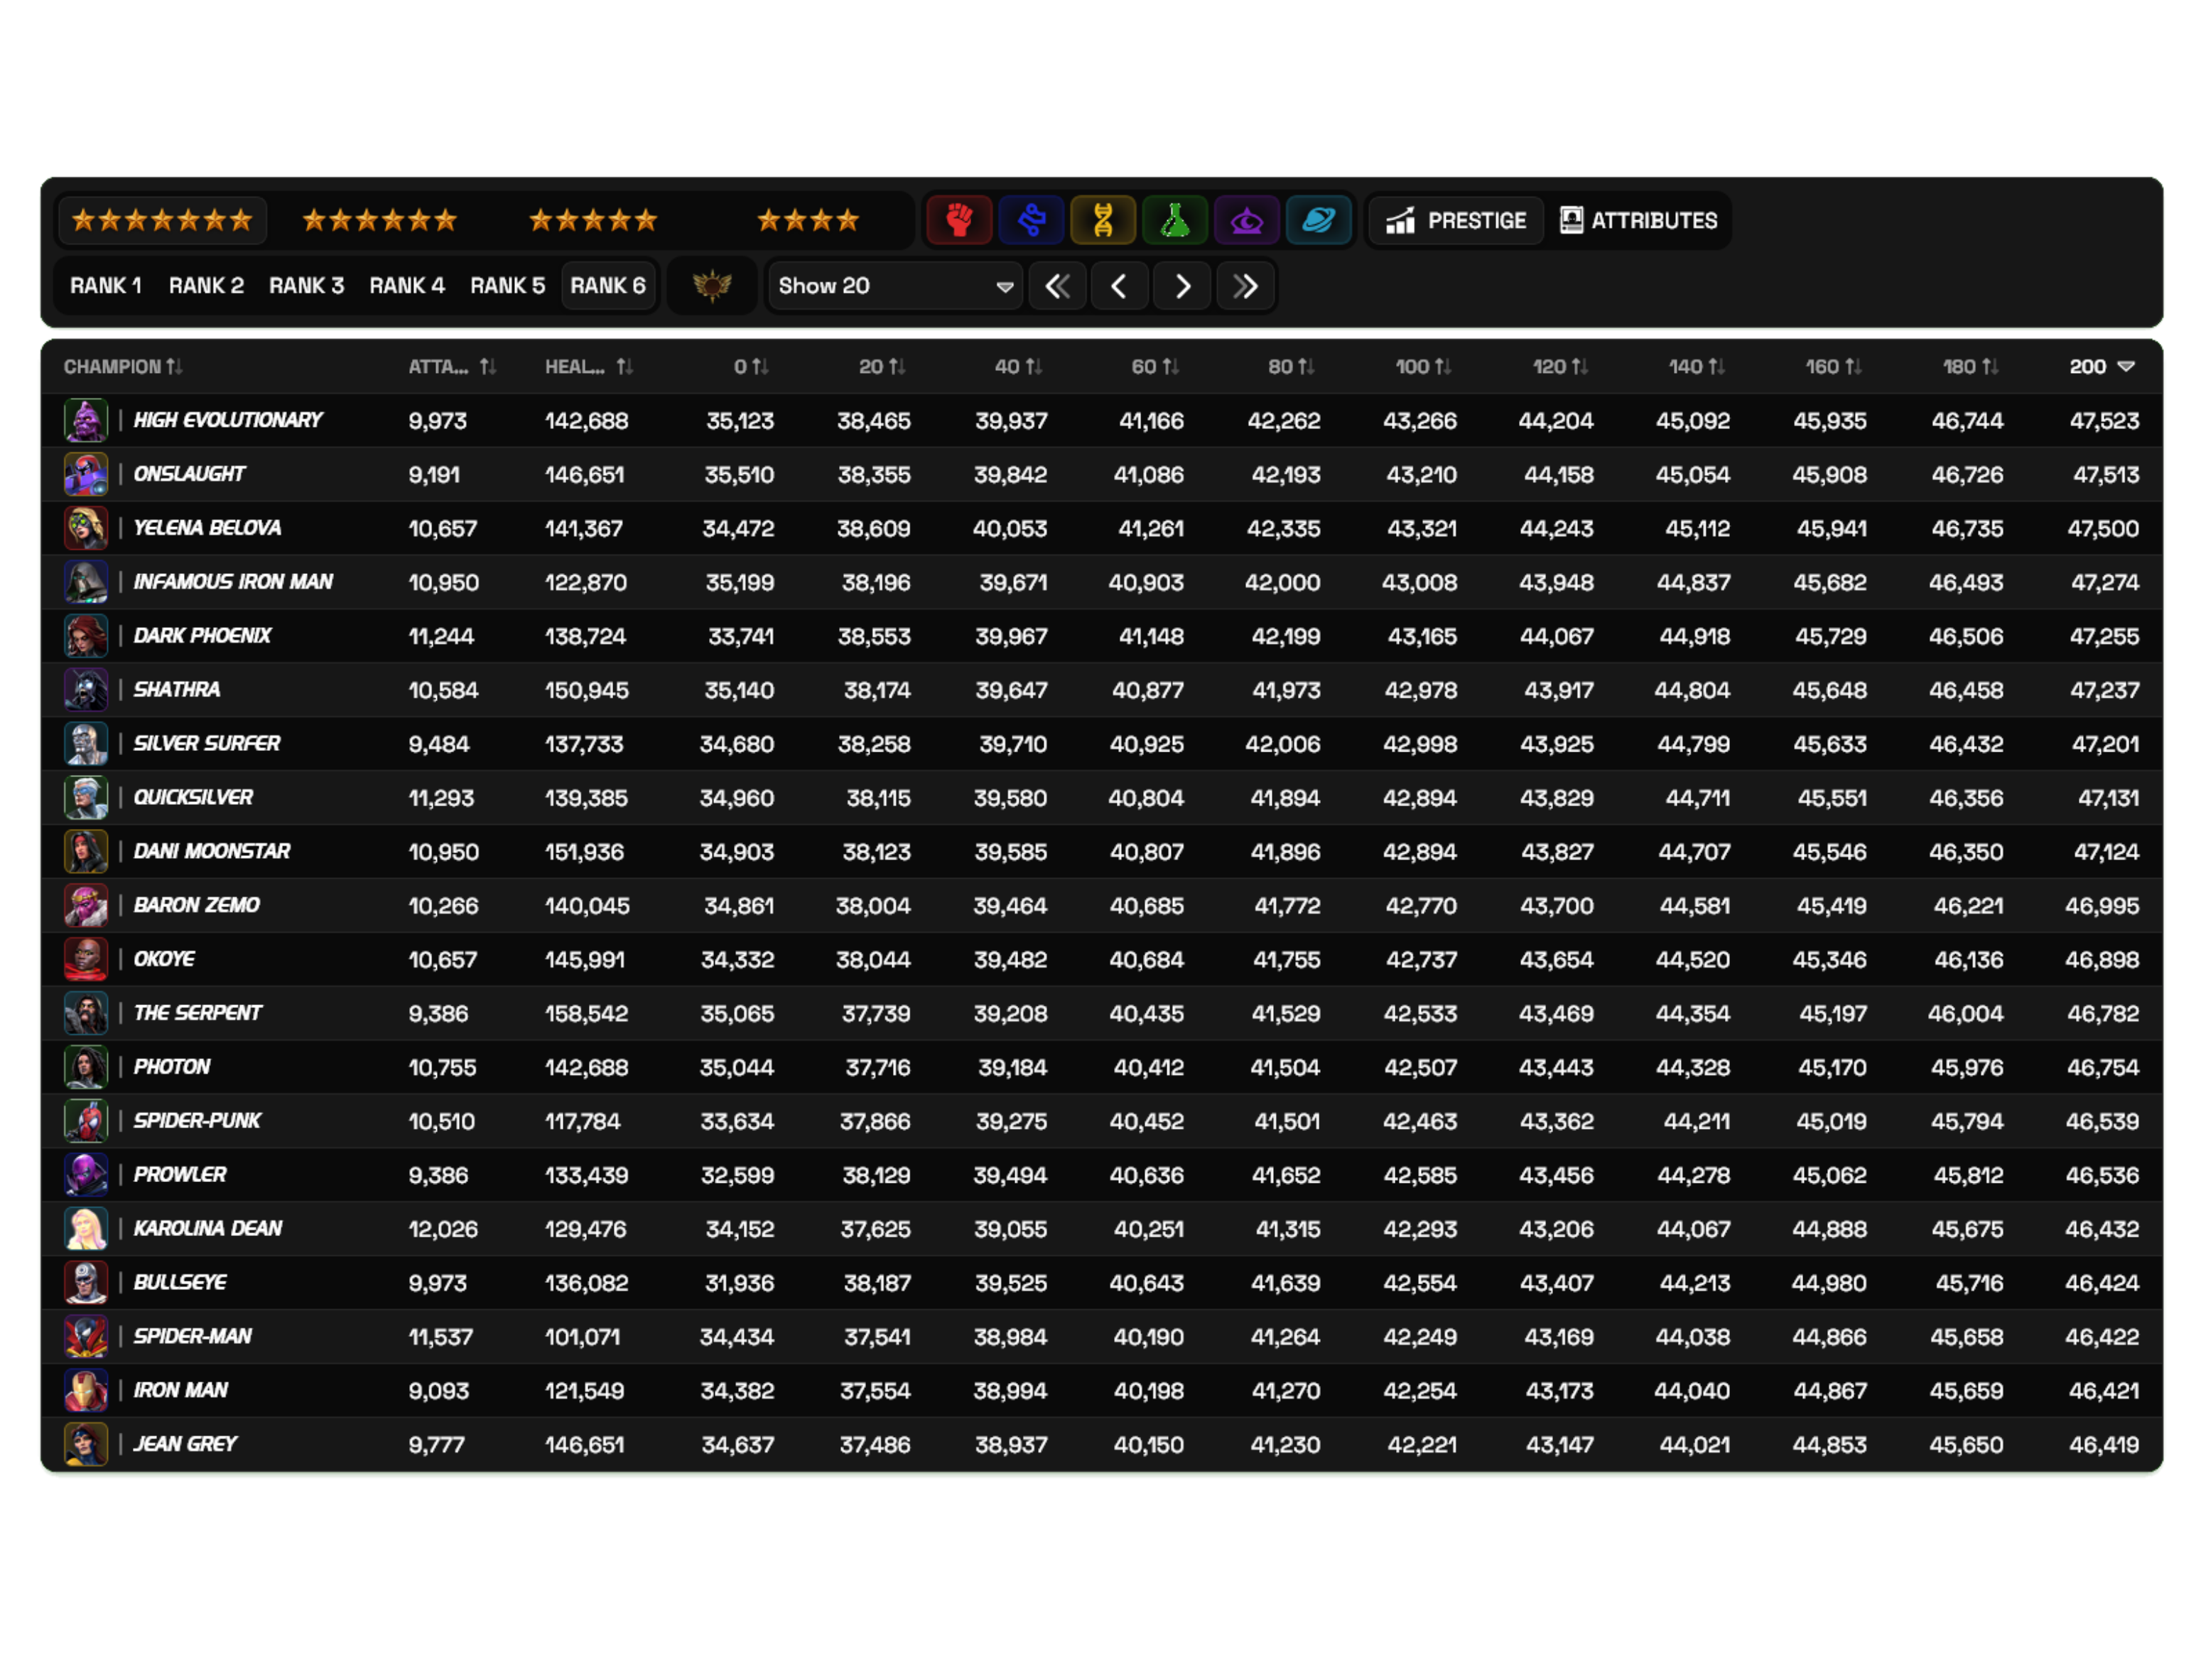 PRESTIGE ATTRIBUTES
RANK 1 RANK 2 RANK 3 RANK 4 RANK 5 RANK 6 Show 20
CHAMPION ATTA... HEAL... 0 20 40 60 80 100 120 140 160 180 200
HIGH EVOLUTIONARY 9,973 142,688 35,123 38,465 39,937 41,166 42,262 43,266 44,204 45,092 45,935 46,744 47,523
ONSLAUGHT 9,191 146,651 35,510 38,355 39,842 41,086 42,193 43,210 44,158 45,054 45,908 46,726 47,513
YELENA BELOVA 10,657 141,367 34,472 38,609 40,053 41,261 42,335 43,321 44,243 45,112 45,941 46,735 47,500
INFAMOUS IRON MAN 10,950 122,870 35,199 38,196 39,671 40,903 42,000 43,008 43,948 44,837 45,682 46,493 47,274
DARK PHOENIX 11,244 138,724 33,741 38,553 39,967 41,148 42,199 43,165 44,067 44,918 45,729 46,506 47,255
SHATHRA 10,584 150,945 35,140 38,174 39,647 40,877 41,973 42,978 43,917 44,804 45,648 46,458 47,237
SILVER SURFER 9,484 137,733 34,680 38,258 39,710 40,925 42,006 42,998 43,925 44,799 45,633 46,432 47,201
QUICKSILVER 11,293 139,385 34,960 38,115 39,580 40,804 41,894 42,894 43,829 44,711 45,551 46,356 47,131
DANI MOONSTAR 10,950 151,936 34,903 38,123 39,585 40,807 41,896 42,894 43,827 44,707 45,546 46,350 47,124
BARON ZEMO 10,266 140,045 34,861 38,004 39,464 40,685 41,772 42,770 43,700 44,581 45,419 46,221 46,995
OKOYE 10,657 145,991 34,332 38,044 39,482 40,684 41,755 42,737 43,654 44,520 45,346 46,136 46,898
THE SERPENT 9,386 158,542 35,065 37,739 39,208 40,435 41,529 42,533 43,469 44,354 45,197 46,004 46,782
PHOTON 10,755 142,688 35,044 37,716 39,184 40,412 41,504 42,507 43,443 44,328 45,170 45,976 46,754
SPIDER-PUNK 10,510 117,784 33,634 37,866 39,275 40,452 41,501 42,463 43,362 44,211 45,019 45,794 46,539
PROWLER 9,386 133,439 32,599 38,129 39,494 40,636 41,652 42,585 43,456 44,278 45,062 45,812 46,536
KAROLINA DEAN 12,026 129,476 34,152 37,625 39,055 40,251 41,315 42,293 43,206 44,067 44,888 45,675 46,432
BULLSEYE 9,973 136,082 31,936 38,187 39,525 40,643 41,639 42,554 43,407 44,213 44,980 45,716 46,424
SPIDER-MAN 11,537 101,071 34,434 37,541 38,984 40,190 41,264 42,249 43,169 44,038 44,866 45,658 46,422
IRON MAN 9,093 121,549 34,382 37,554 38,994 40,198 41,270 42,254 43,173 44,040 44,867 45,659 46,421
JEAN GREY 9,777 146,651 34,637 37,486 38,937 40,150 41,230 42,221 43,147 44,021 44,853 45,650 46,419